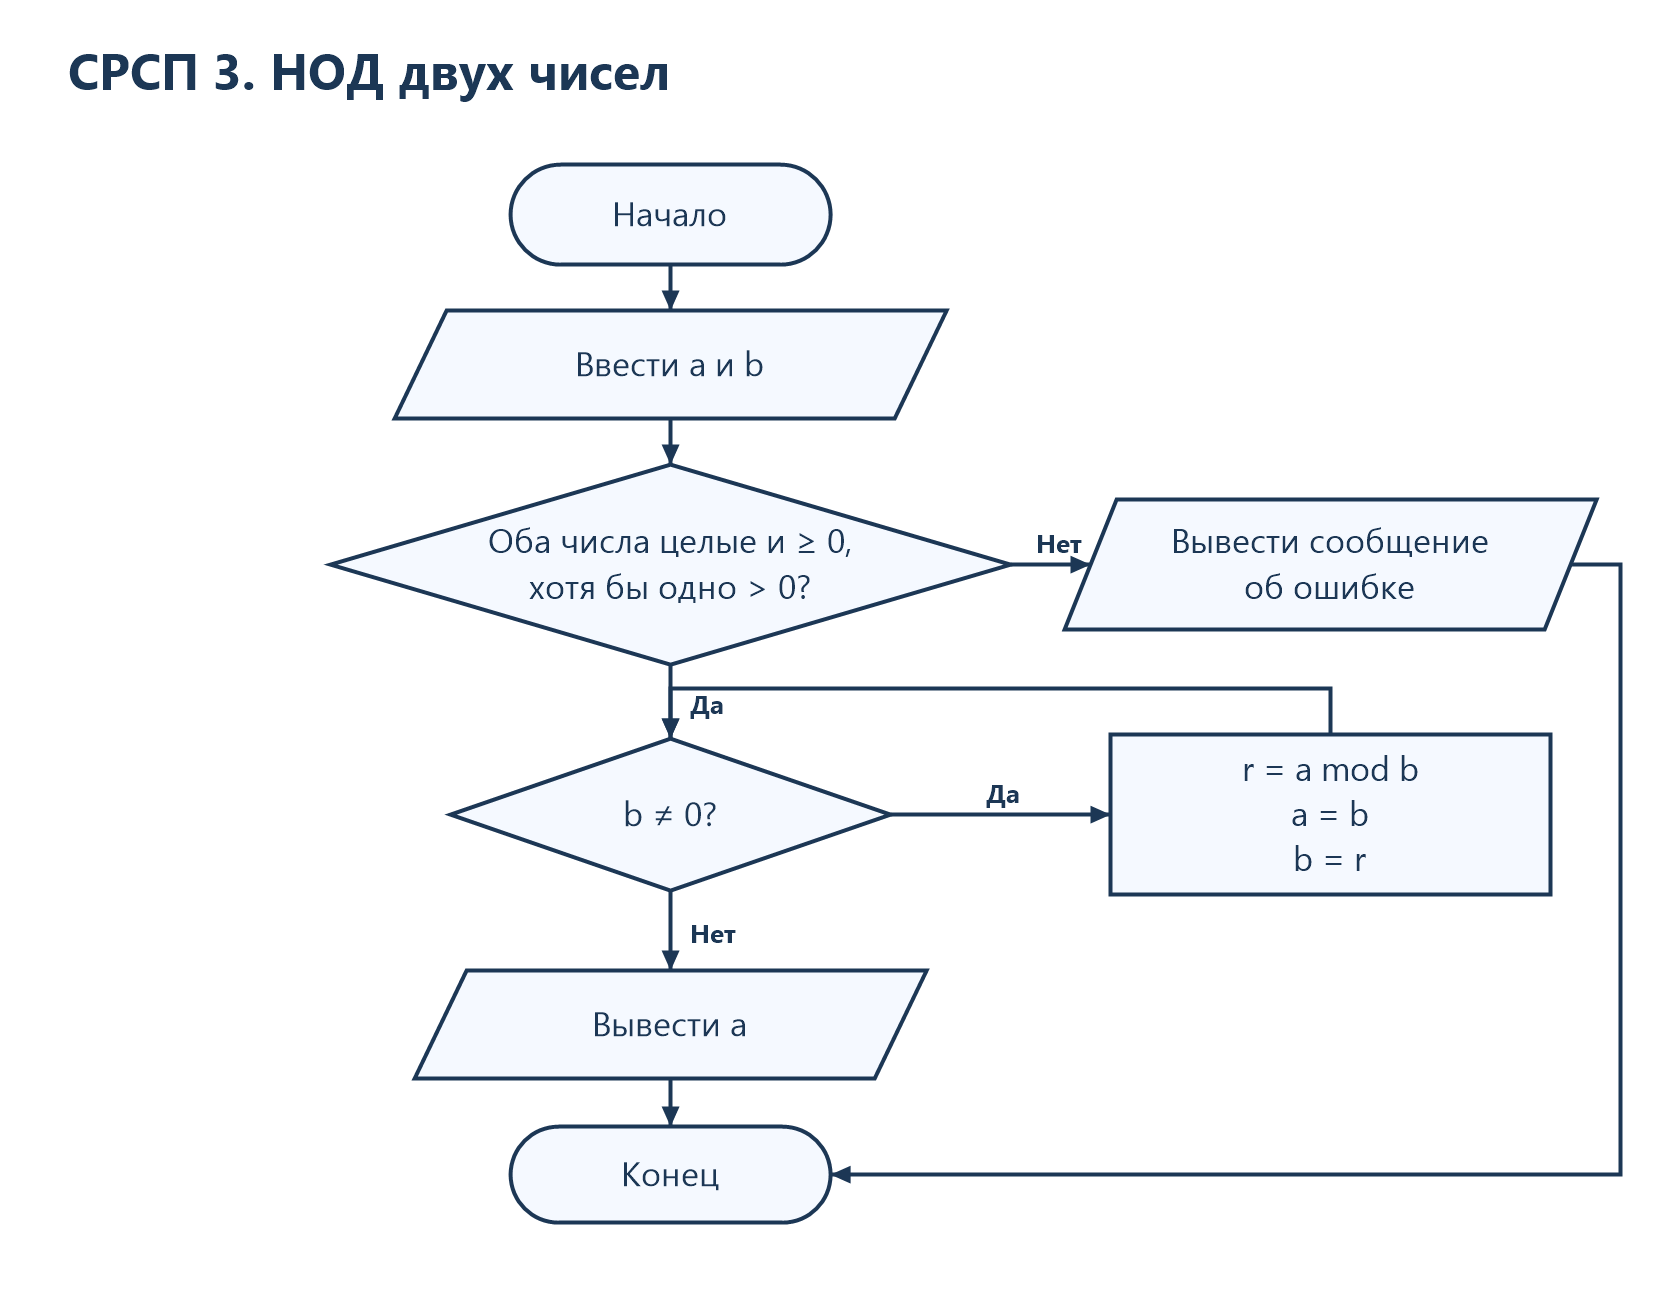 СРСП 3. НОД двух чисел
Начало
Ввести a и b
Оба числа целые и ≥ 0,
хотя бы одно > 0?
Нет
Вывести сообщение
об ошибке
Да
b ≠ 0?
Да
r = a mod b
a = b
b = r
Нет
Вывести a
Конец